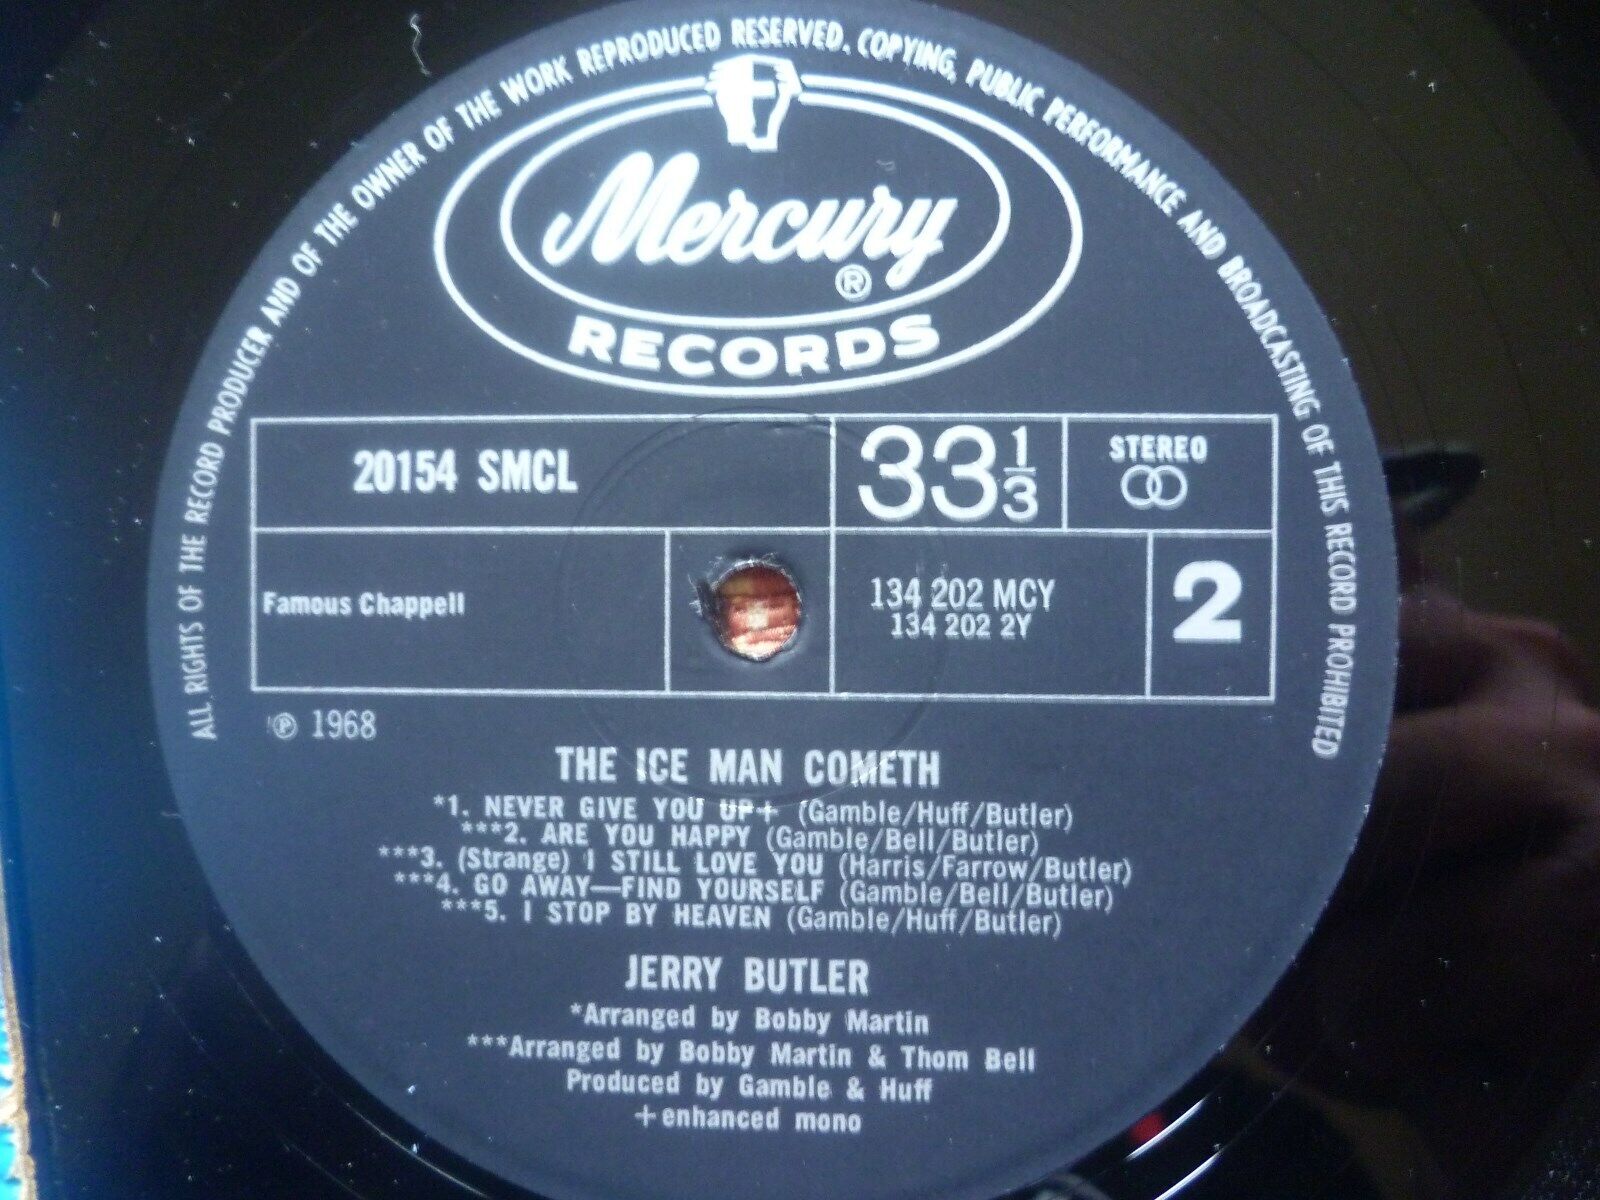 ALL RIGHTS OF THE RECORD PRODUCER AND OF THE OWNER OF THE WORK REPRODUCED RESERVED. COPYING, PUBLIC PERFORMANCE AND BROADCASTING OF THIS RECORD PROHIBITED
Mercury
®
RECORDS
20154 SMCL
33 1/3
STEREO
Famous Chappell
134 202 MCY
134 202 2Y
2
℗ 1968
THE ICE MAN COMETH
*1. NEVER GIVE YOU UP+ (Gamble/Huff/Butler)
***2. ARE YOU HAPPY (Gamble/Bell/Butler)
***3. (Strange) I STILL LOVE YOU (Harris/Farrow/Butler)
***4. GO AWAY—FIND YOURSELF (Gamble/Bell/Butler)
***5. I STOP BY HEAVEN (Gamble/Huff/Butler)
JERRY BUTLER
*Arranged by Bobby Martin
***Arranged by Bobby Martin & Thom Bell
Produced by Gamble & Huff
+enhanced mono